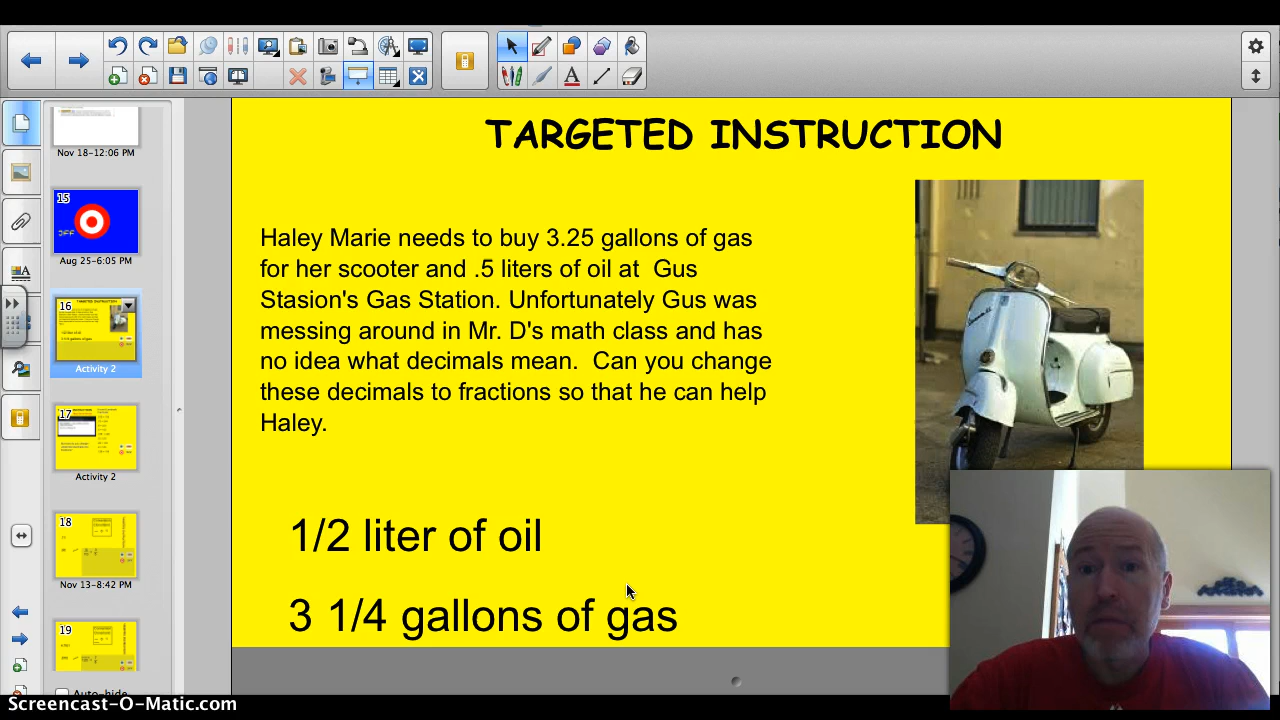 Nov 18-12:06 PM
15
OFF
Aug 25-6:05 PM
16
Activity 2
17
Activity 2
18
Nov 13-8:42 PM
19
Auto-hide
TARGETED INSTRUCTION
Haley Marie needs to buy 3.25 gallons of gas
for her scooter and .5 liters of oil at  Gus
Stasion's Gas Station. Unfortunately Gus was
messing around in Mr. D's math class and has
no idea what decimals mean.  Can you change
these decimals to fractions so that he can help
Haley.
1/2 liter of oil
3 1/4 gallons of gas
Screencast-O-Matic.com